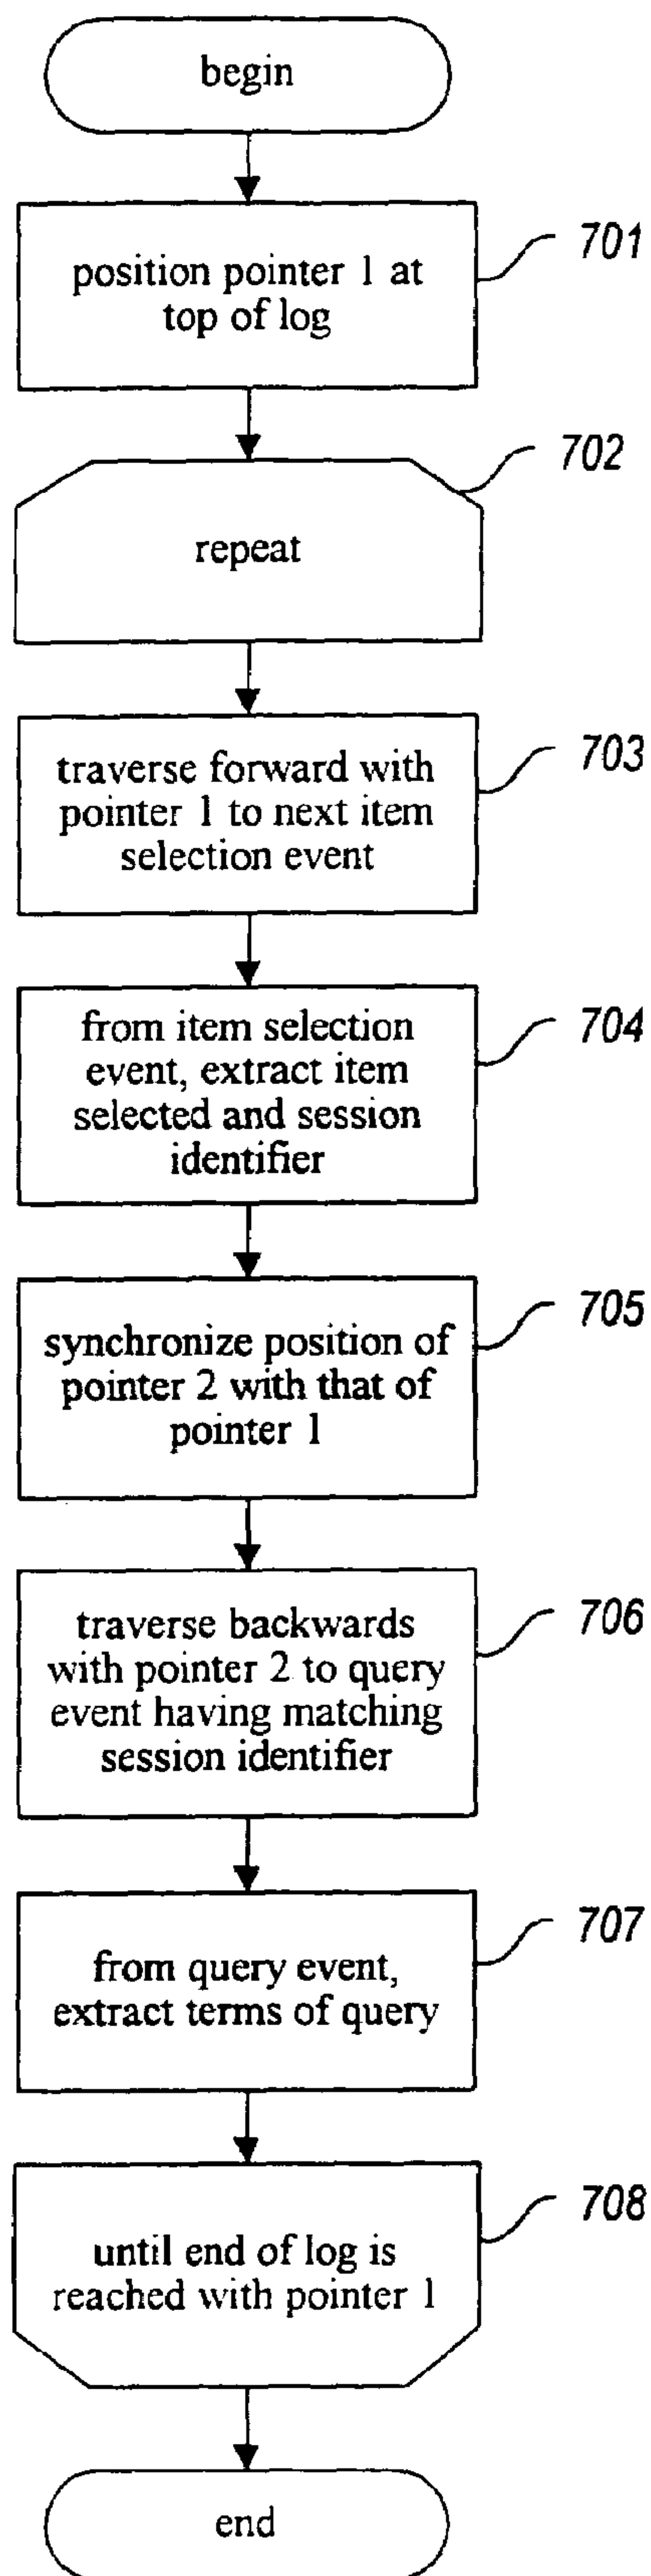 begin
position pointer 1 at
top of log
701
repeat
702
traverse forward with
pointer 1 to next item
selection event
703
from item selection
event, extract item
selected and session
identifier
704
synchronize position of
pointer 2 with that of
pointer 1
705
traverse backwards
with pointer 2 to query
event having matching
session identifier
706
from query event,
extract terms of query
707
until end of log is
reached with pointer 1
708
end